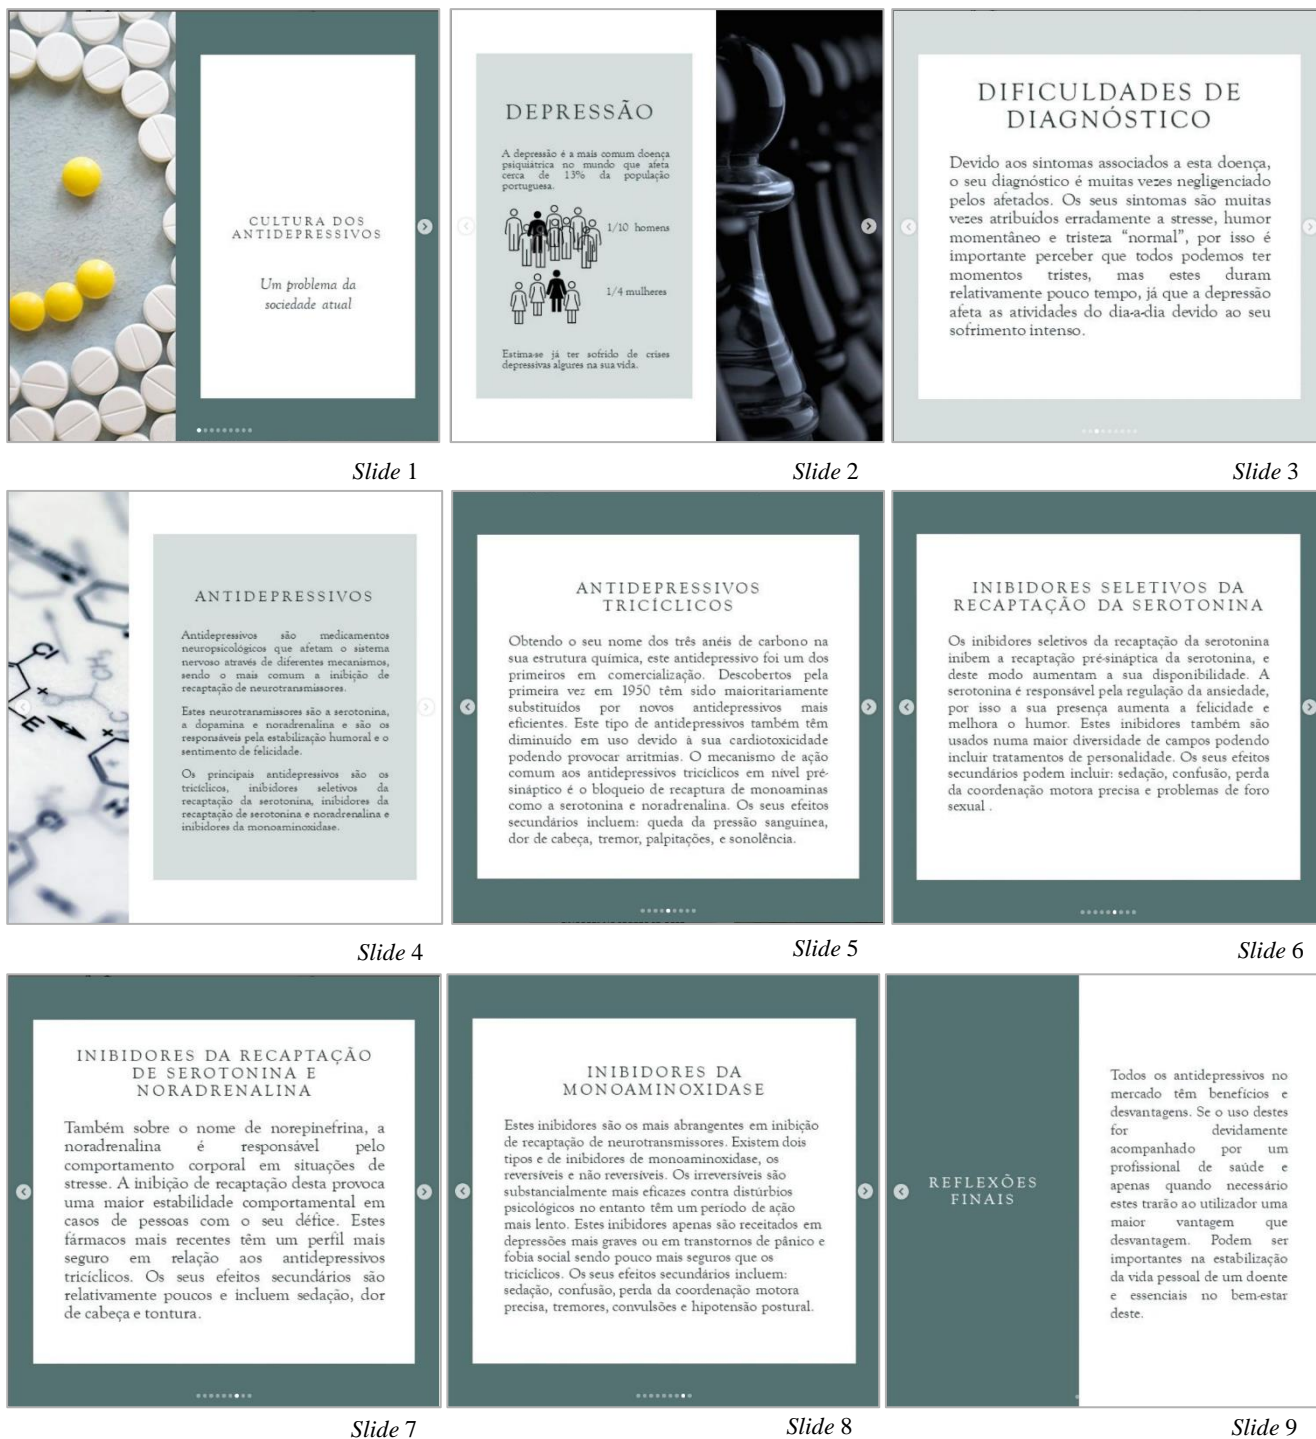 CULTURA DOS
ANTIDEPRESSIVOS
Um problema da
sociedade atual
Slide 1
DEPRESSÃO
A depressão é a mais comum doença
psiquiátrica no mundo que afeta
cerca de 13% da população
portuguesa.
1/10 homens
1/4 mulheres
Estima-se já ter sofrido de crises
depressivas algures na sua vida.
Slide 2
DIFICULDADES DE
DIAGNÓSTICO
Devido aos sintomas associados a esta doença,
o seu diagnóstico é muitas vezes negligenciado
pelos afetados. Os seus sintomas são muitas
vezes atribuídos erradamente a stresse, humor
momentâneo e tristeza “normal”, por isso é
importante perceber que todos podemos ter
momentos tristes, mas estes duram
relativamente pouco tempo, já que a depressão
afeta as atividades do dia-a-dia devido ao seu
sofrimento intenso.
Slide 3
Cl
CH₃
E
ANTIDEPRESSIVOS
Antidepressivos são medicamentos
neuropsicológicos que afetam o sistema
nervoso através de diferentes mecanismos,
sendo o mais comum a inibição de
recaptação de neurotransmissores.
Estes neurotransmissores são a serotonina,
a dopamina e noradrenalina e são os
responsáveis pela estabilização humoral e o
sentimento de felicidade.
Os principais antidepressivos são os
tricíclicos, inibidores seletivos da
recaptação da serotonina, inibidores da
recaptação de serotonina e noradrenalina e
inibidores da monoaminoxidase.
Slide 4
ANTIDEPRESSIVOS
TRICÍCLICOS
Obtendo o seu nome dos três anéis de carbono na
sua estrutura química, este antidepressivo foi um dos
primeiros em comercialização. Descobertos pela
primeira vez em 1950 têm sido maioritariamente
substituídos por novos antidepressivos mais
eficientes. Este tipo de antidepressivos também têm
diminuído em uso devido à sua cardiotoxicidade
podendo provocar arritmias. O mecanismo de ação
comum aos antidepressivos tricíclicos em nível pré-
sináptico é o bloqueio de recaptura de monoaminas
como a serotonina e noradrenalina. Os seus efeitos
secundários incluem: queda da pressão sanguínea,
dor de cabeça, tremor, palpitações, e sonolência.
Slide 5
INIBIDORES SELETIVOS DA
RECAPTAÇÃO DA SEROTONINA
Os inibidores seletivos da recaptação da serotonina
inibem a recaptação pré-sináptica da serotonina, e
deste modo aumentam a sua disponibilidade. A
serotonina é responsável pela regulação da ansiedade,
por isso a sua presença aumenta a felicidade e
melhora o humor. Estes inibidores também são
usados numa maior diversidade de campos podendo
incluir tratamentos de personalidade. Os seus efeitos
secundários podem incluir: sedação, confusão, perda
da coordenação motora precisa e problemas de foro
sexual .
Slide 6
INIBIDORES DA RECAPTAÇÃO
DE SEROTONINA E
NORADRENALINA
Também sobre o nome de norepinefrina, a
noradrenalina é responsável pelo
comportamento corporal em situações de
stresse. A inibição de recaptação desta provoca
uma maior estabilidade comportamental em
casos de pessoas com o seu défice. Estes
fármacos mais recentes têm um perfil mais
seguro em relação aos antidepressivos
tricíclicos. Os seus efeitos secundários são
relativamente poucos e incluem sedação, dor
de cabeça e tontura.
Slide 7
INIBIDORES DA
MONOAMINOXIDASE
Estes inibidores são os mais abrangentes em inibição
de recaptação de neurotransmissores. Existem dois
tipos e de inibidores de monoaminoxidase, os
reversíveis e não reversíveis. Os irreversíveis são
substancialmente mais eficazes contra distúrbios
psicológicos no entanto têm um período de ação
mais lento. Estes inibidores apenas são receitados em
depressões mais graves ou em transtornos de pânico e
fobia social sendo pouco mais seguros que os
tricíclicos. Os seus efeitos secundários incluem:
sedação, confusão, perda da coordenação motora
precisa, tremores, convulsões e hipotensão postural.
Slide 8
REFLEXÕES
FINAIS
Todos os antidepressivos no
mercado têm benefícios e
desvantagens. Se o uso destes
for devidamente
acompanhado por um
profissional de saúde e
apenas quando necessário
estes trarão ao utilizador uma
maior vantagem que
desvantagem. Podem ser
importantes na estabilização
da vida pessoal de um doente
e essenciais no bem-estar
deste.
Slide 9